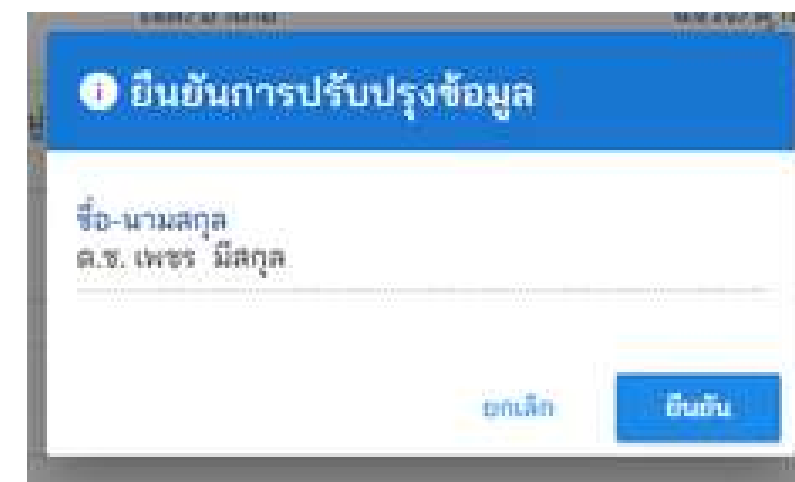 ยืนยันการปรับปรุงข้อมูล
ชื่อ-นามสกุล
ด.ช. เพชร มีสกุล
ยกเลิก ยืนยัน